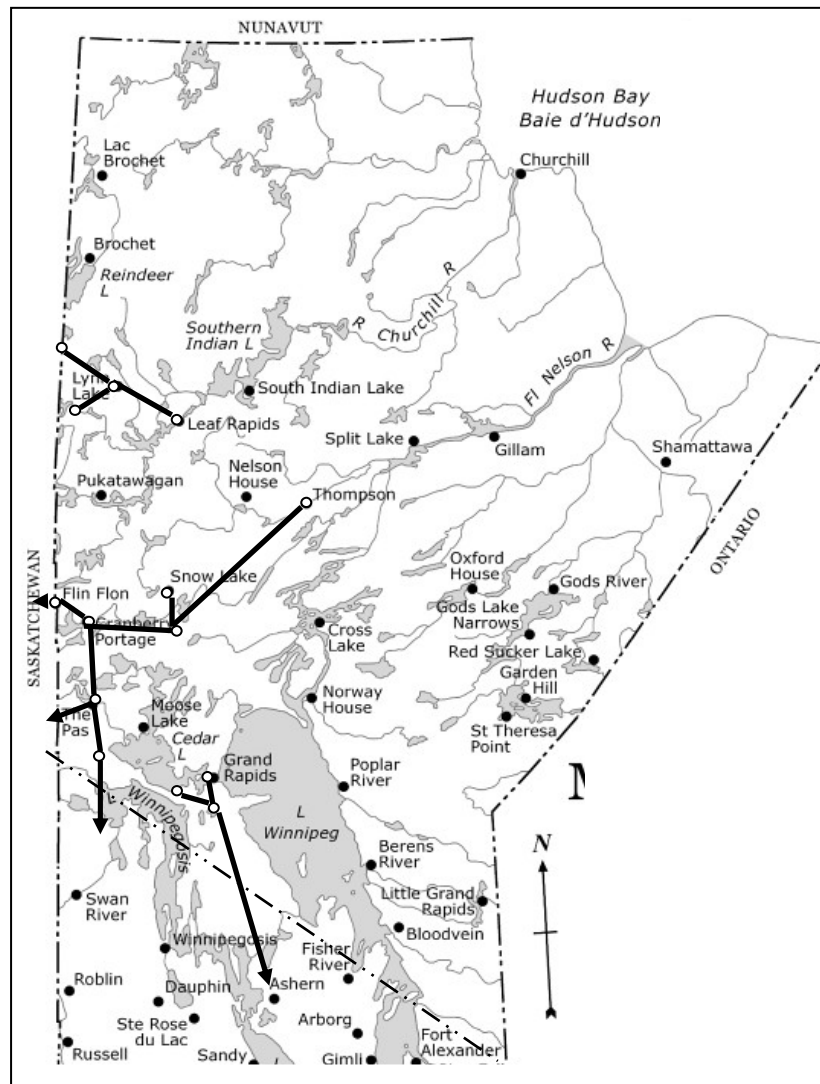 NUNAVUT
Hudson Bay
Baie d'Hudson
Lac
Brochet
Churchill
Brochet
Reindeer
L
R Churchill R
Southern
Indian L
Fl Nelson R
Lynn
Lake
South Indian Lake
Leaf Rapids
Split Lake
Gillam
Shamattawa
Pukatawagan
Nelson
House
Thompson
ONTARIO
Oxford
House
Gods River
Snow Lake
Flin Flon
Gods Lake
Narrows
Cranberry
Portage
Cross
Lake
Red Sucker Lake
SASKATCHEWAN
Garden
Hill
Norway
House
Moose
Lake
The
Pas
St Theresa
Point
Cedar
L
Grand
Rapids
Poplar
River
L
Winnipegosis
L
Winnipeg
N
Berens
River
Little Grand
Rapids
Swan
River
Bloodvein
Winnipegosis
Fisher
River
Roblin
Dauphin
Ashern
Ste Rose
du Lac
Arborg
Fort
Alexander
Russell
Sandy
L
Gimli